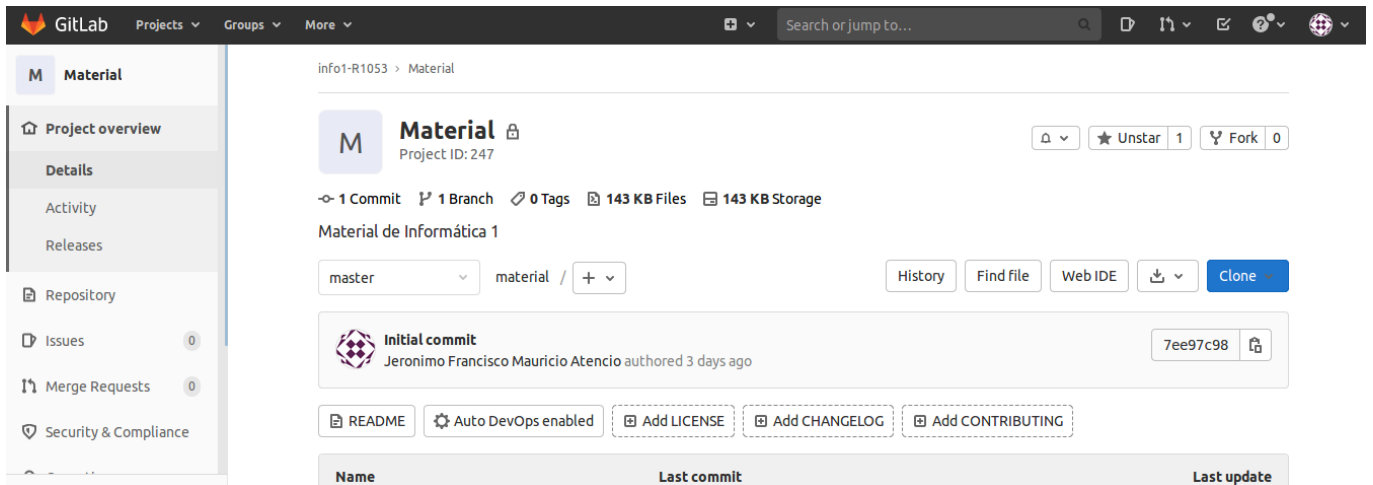 GitLab Projects Groups More Search or jump to...
M Material
Project overview
Details
Activity
Releases
Repository
Issues 0
Merge Requests 0
Security & Compliance
info1-R1053 > Material
M
Material
Project ID: 247
Unstar 1 Fork 0
1 Commit 1 Branch 0 Tags 143 KB Files 143 KB Storage
Material de Informática 1
master material / + History Find file Web IDE Clone
Initial commit
Jeronimo Francisco Mauricio Atencio authored 3 days ago
7ee97c98
README Auto DevOps enabled Add LICENSE Add CHANGELOG Add CONTRIBUTING
Name Last commit Last update